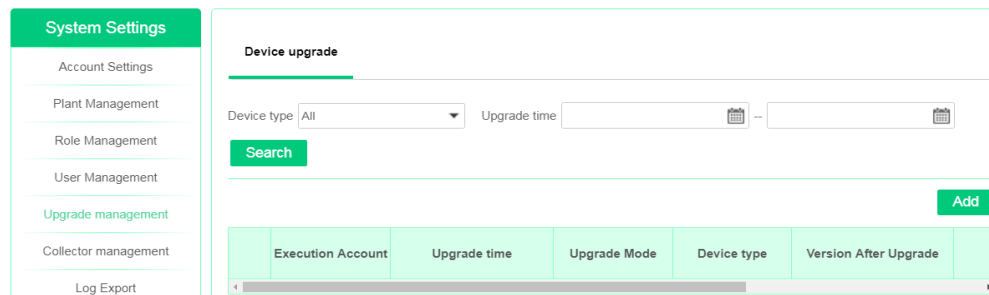 System Settings
Account Settings
Plant Management
Role Management
User Management
Upgrade management
Collector management
Log Export
Device upgrade
Device type All Upgrade time --
Search
Add
Execution Account Upgrade time Upgrade Mode Device type Version After Upgrade